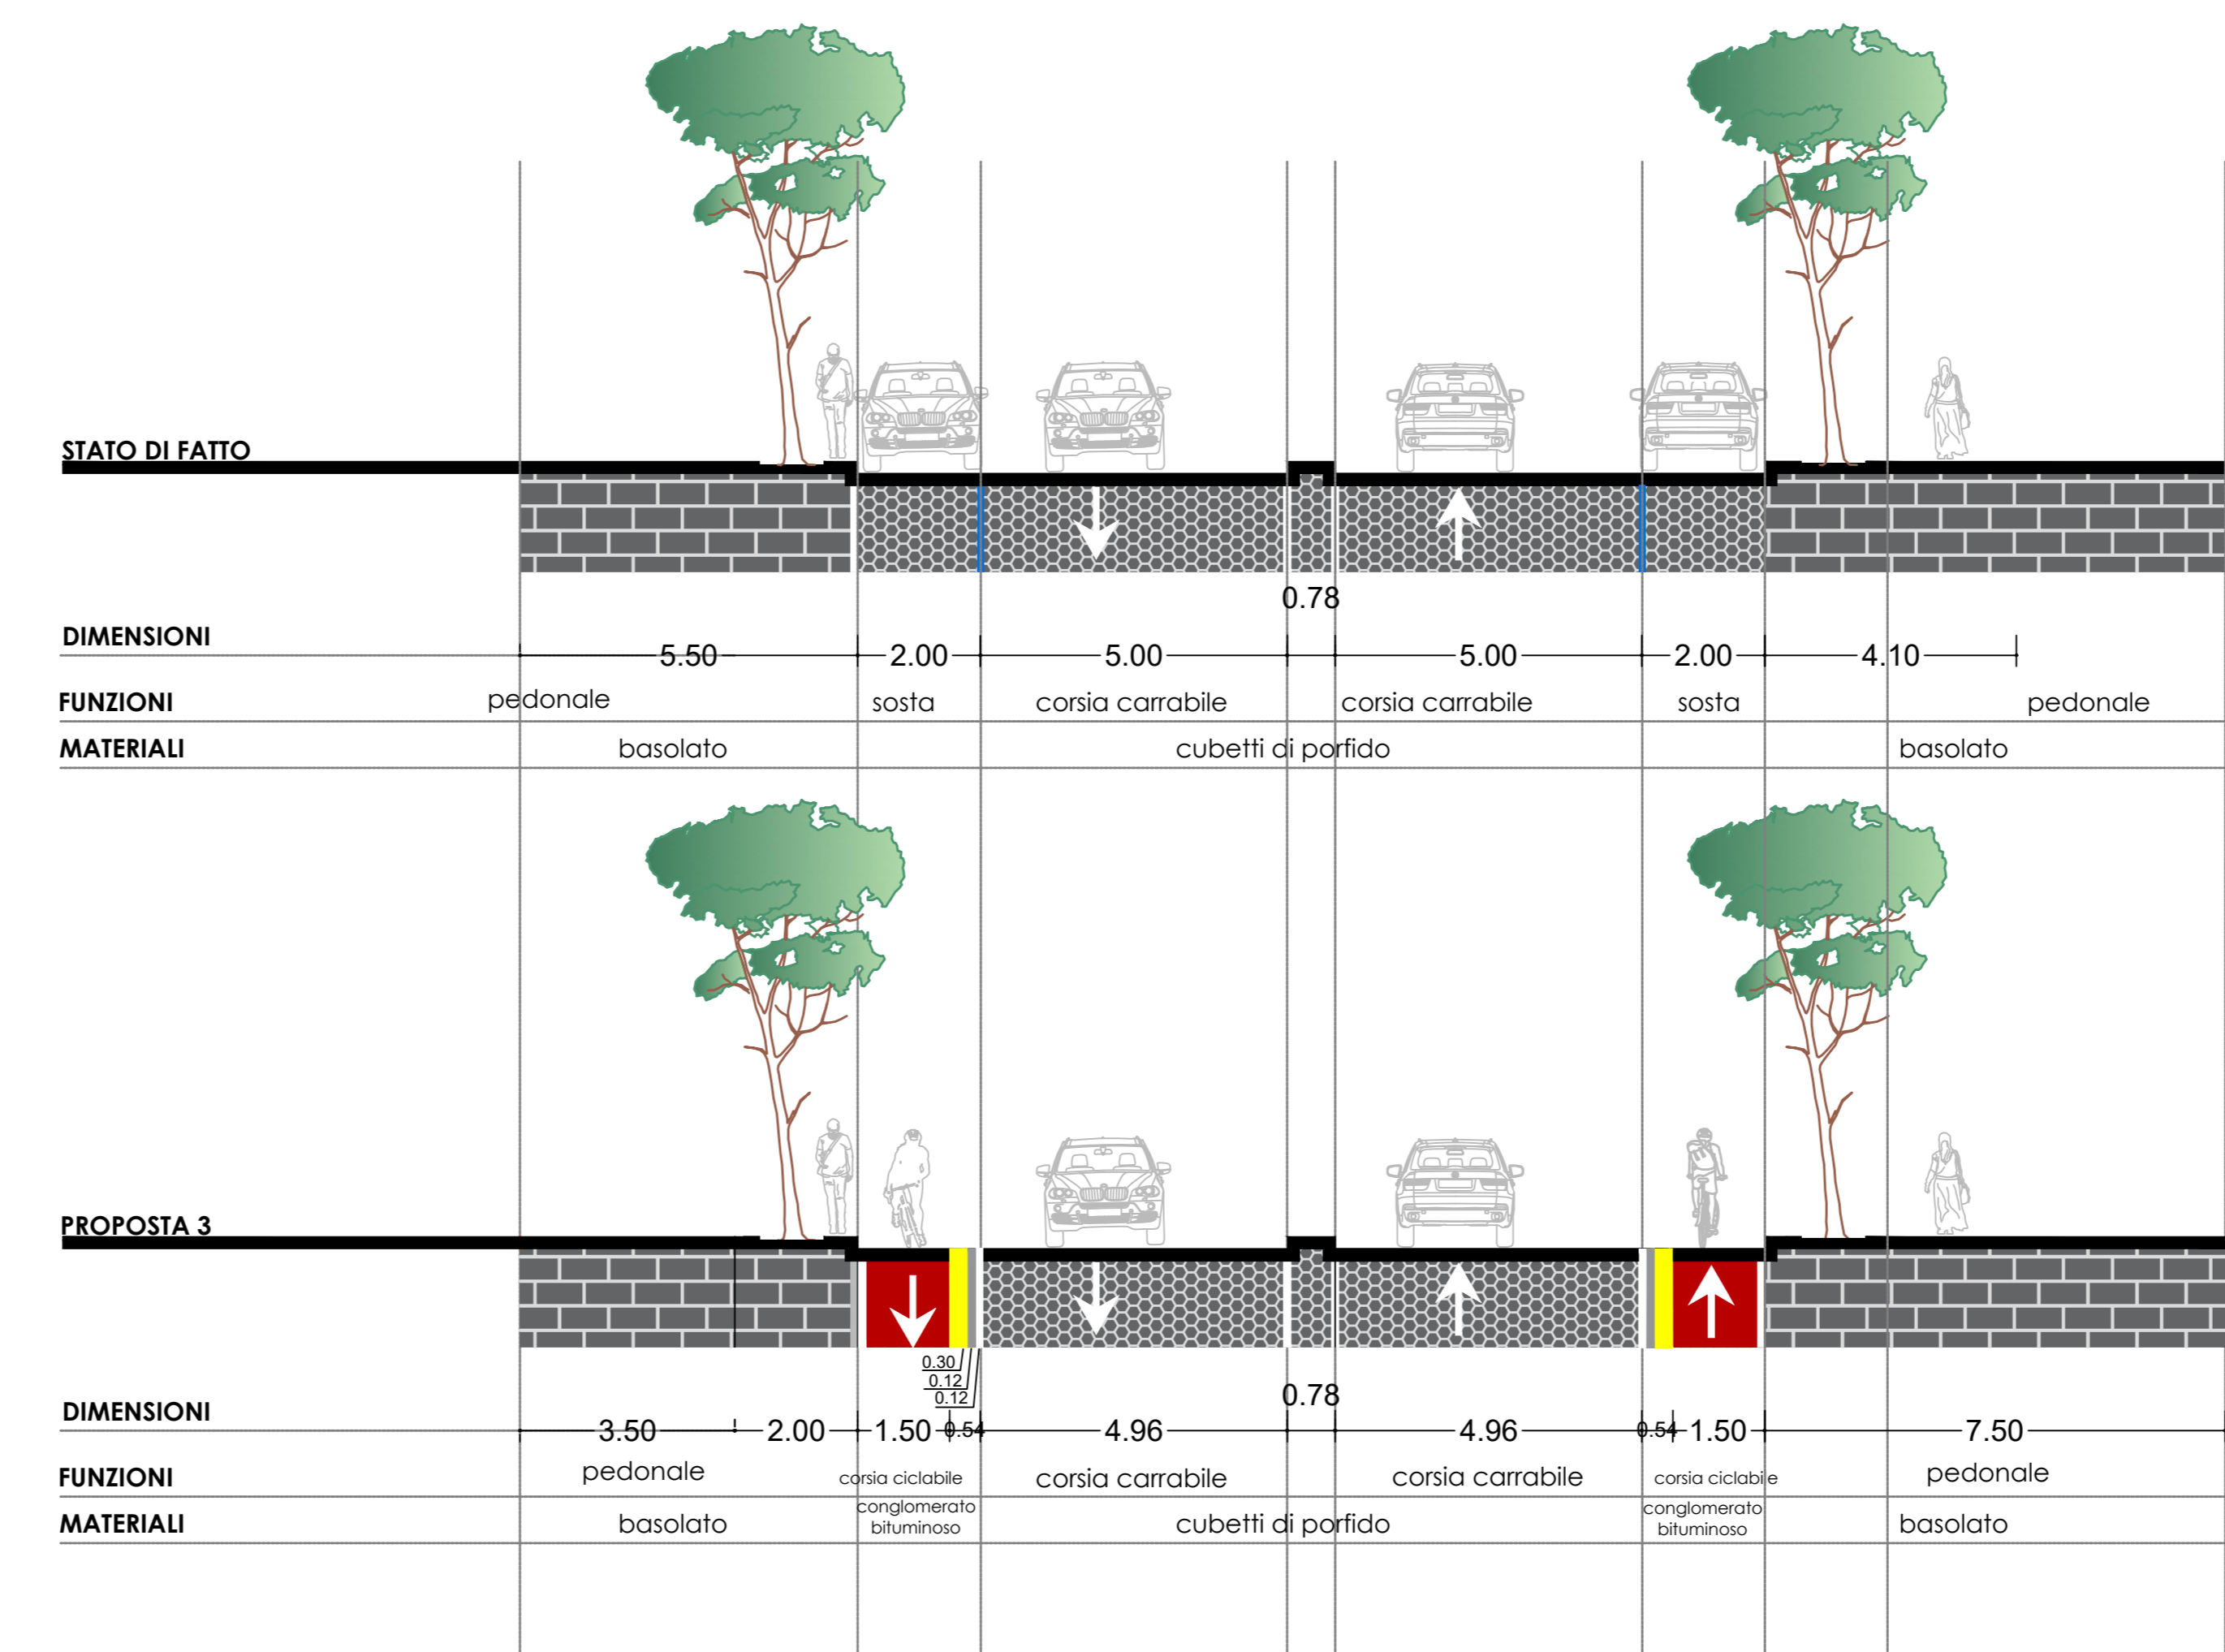 STATO DI FATTO
0.78
DIMENSIONI
5.50 2.00 5.00 5.00 2.00 4.10
FUNZIONI pedonale sosta corsia carrabile corsia carrabile sosta pedonale
MATERIALI basolato cubetti di porfido basolato
PROPOSTA 3
0.30
0.12
0.12
0.78
DIMENSIONI
3.50 2.00 1.50 0.54 4.96 4.96 0.54 1.50 7.50
FUNZIONI pedonale corsia ciclabile corsia carrabile corsia carrabile corsia ciclabile pedonale
MATERIALI basolato conglomerato bituminoso cubetti di porfido conglomerato bituminoso basolato